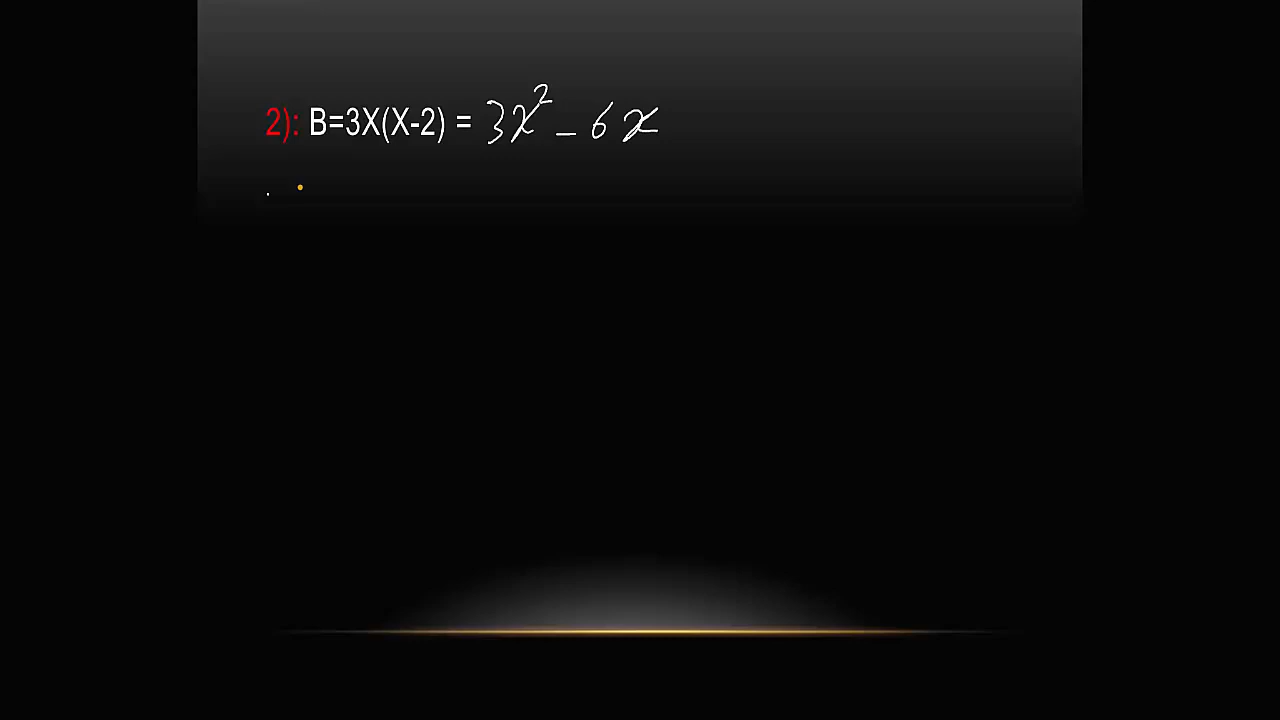 2): B=3X(X-2) = 3x² - 6x